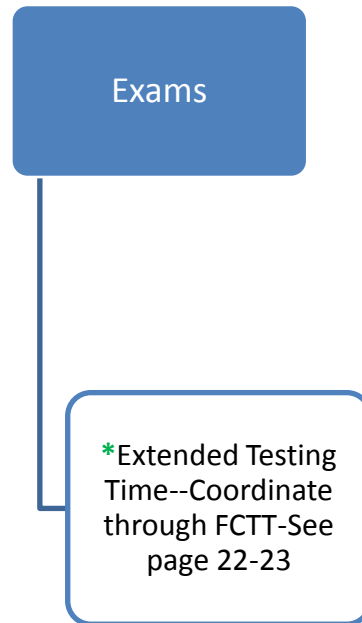 Exams
*Extended Testing
Time--Coordinate
through FCTT-See
page 22-23